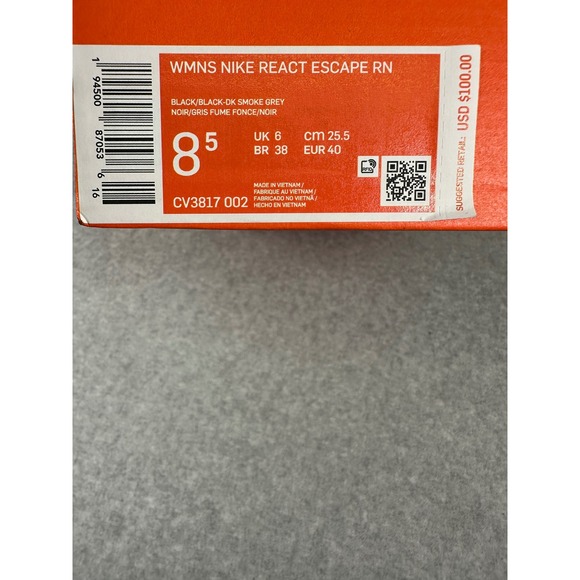 WMNS NIKE REACT ESCAPE RN
BLACK/BLACK-DK SMOKE GREY
NOIR/GRIS FUME FONCE/NOIR
8 5
UK 6 CM 25.5
BR 38 EUR 40
CV3817 002
MADE IN VIETNAM /
FABRIQUE AU VIETNAM /
FABRICADO NO VIETNÃ /
HECHO EN VIETNAM
1 94500 87053 6 16
SUGGESTED RETAIL: USD $100.00